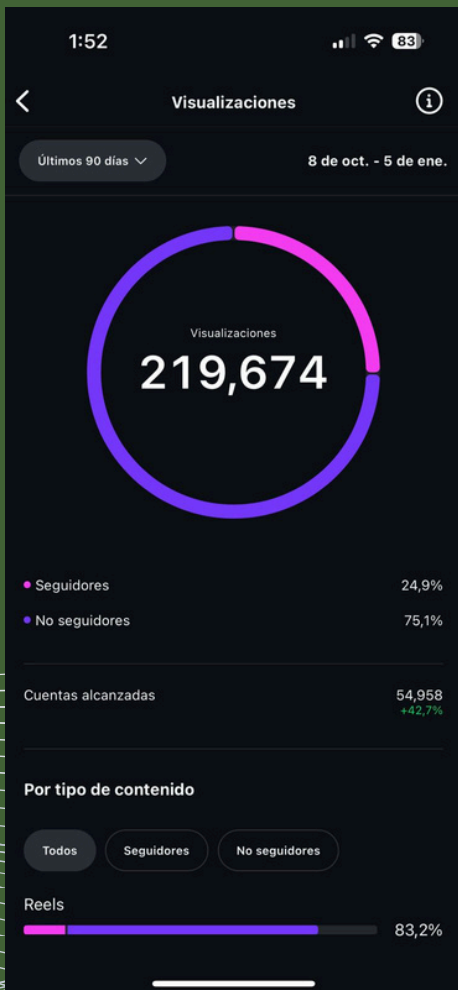 1:52 83
Visualizaciones
Últimos 90 días 8 de oct. - 5 de ene.
Visualizaciones
219,674
Seguidores 24,9%
No seguidores 75,1%
Cuentas alcanzadas 54,958
+42,7%
Por tipo de contenido
Todos Seguidores No seguidores
Reels
83,2%